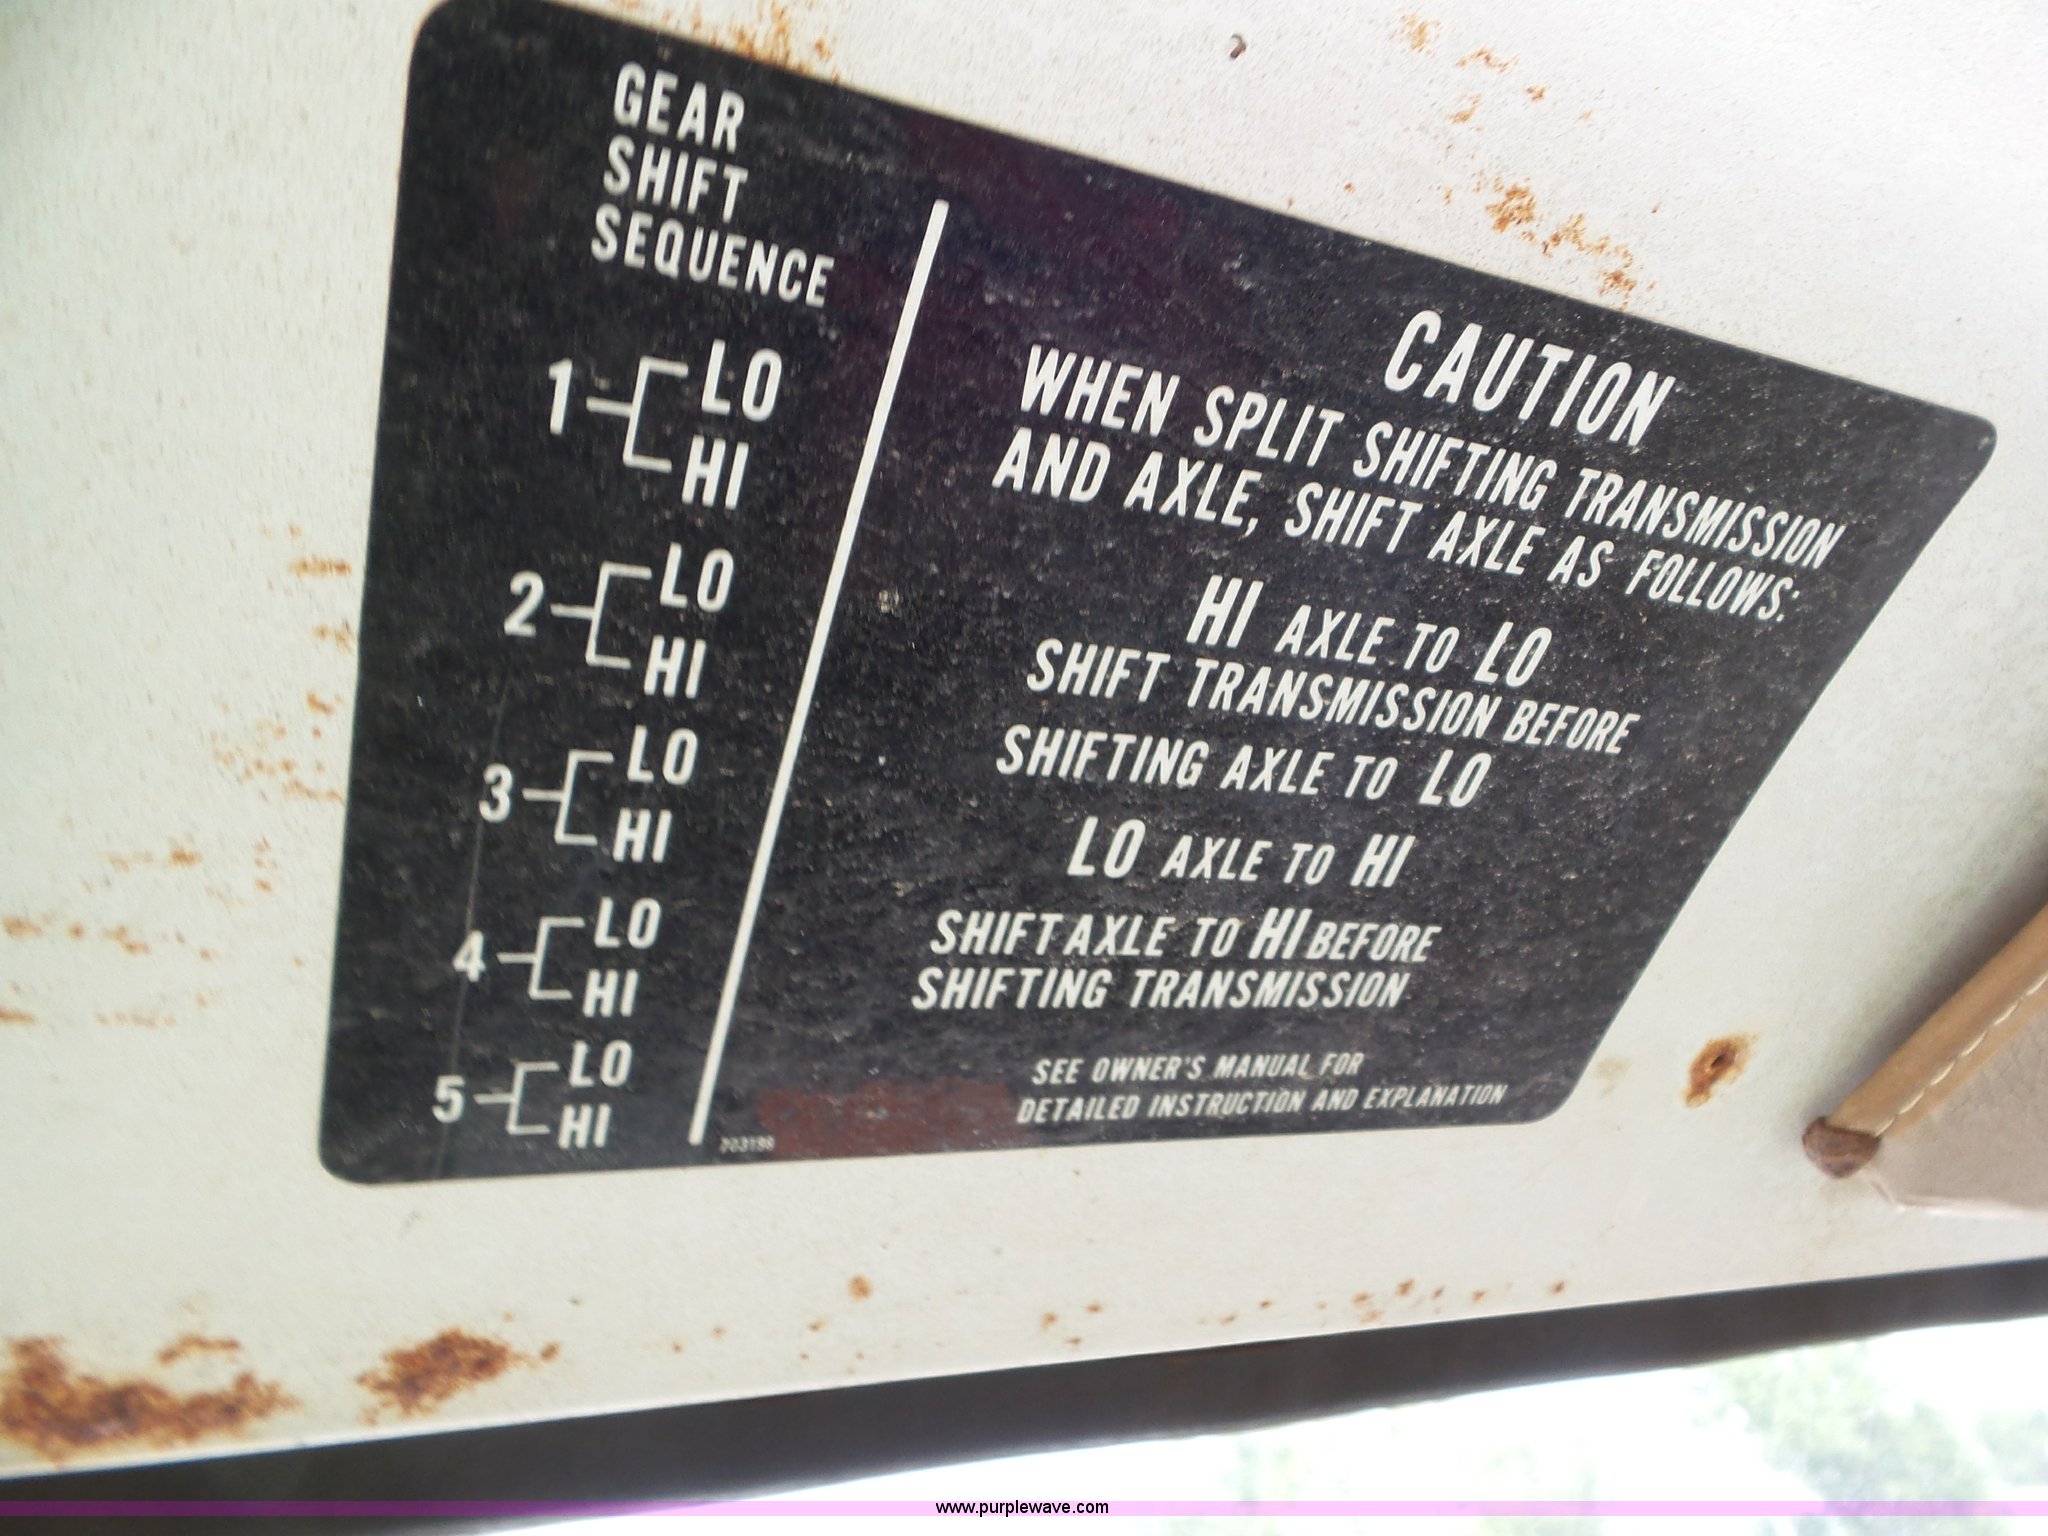 GEAR
SHIFT
SEQUENCE
1 LO
HI
2 LO
HI
3 LO
HI
4 LO
HI
5 LO
HI
CAUTION
WHEN SPLIT SHIFTING TRANSMISSION
AND AXLE, SHIFT AXLE AS FOLLOWS:
HI AXLE TO LO
SHIFT TRANSMISSION BEFORE
SHIFTING AXLE TO LO
LO AXLE TO HI
SHIFT AXLE TO HI BEFORE
SHIFTING TRANSMISSION
SEE OWNER'S MANUAL FOR
DETAILED INSTRUCTION AND EXPLANATION
www.purplewave.com